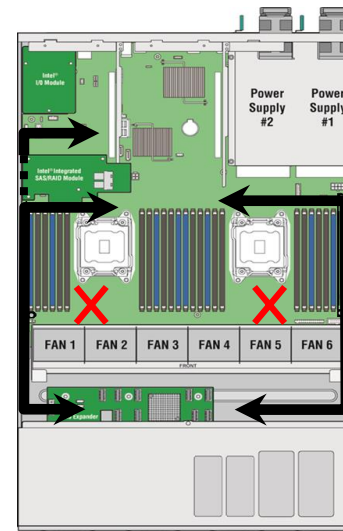 Intel®
I/O Module
Power
Supply
#2
Power
Supply
#1
Intel® Integrated
SAS/RAID Module
FAN 1
FAN 2
FAN 3
FAN 4
FAN 5
FAN 6
FRONT
Expander